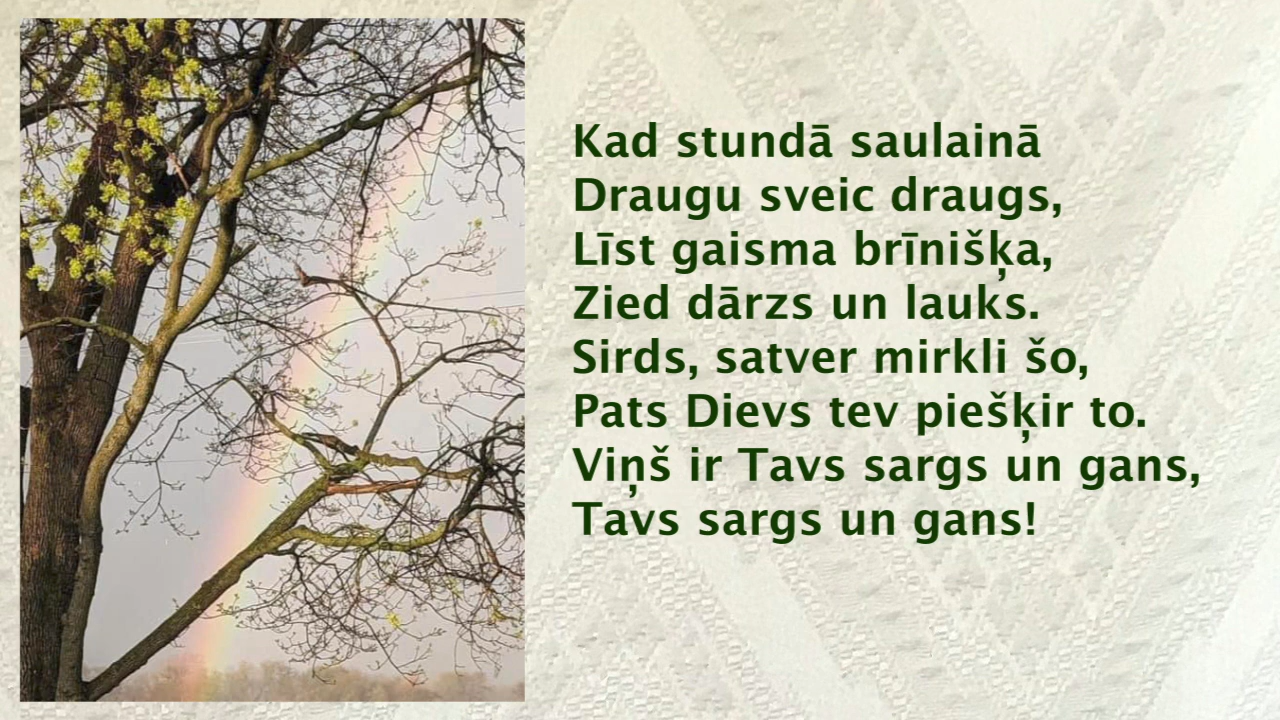 Kad stundā saulainā
Draugu sveic draugs,
Līst gaisma brīnišķa,
Zied dārzs un lauks.
Sirds, satver mirkli šo,
Pats Dievs tev piešķir to.
Viņš ir Tavs sargs un gans,
Tavs sargs un gans!